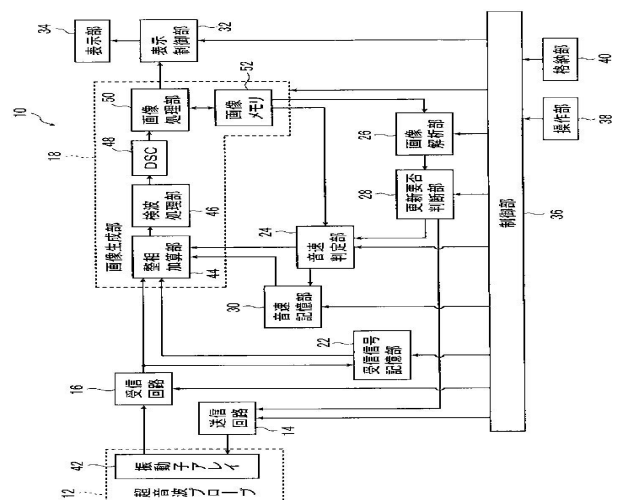 10
12
超音波プローブ
42
振動子アレイ
14
送信
回路
16
受信
回路
22
受信信号
記憶部
18
画像生成部
44
整相
加算部
46
検波
処理部
48
DSC
50
画像
処理部
52
画像
メモリ
24
音速
判定部
30
音速
記憶部
26
画像
解析部
28
更新要否
判断部
32
表示
制御部
34
表示部
36
制御部
38
操作部
40
格納部